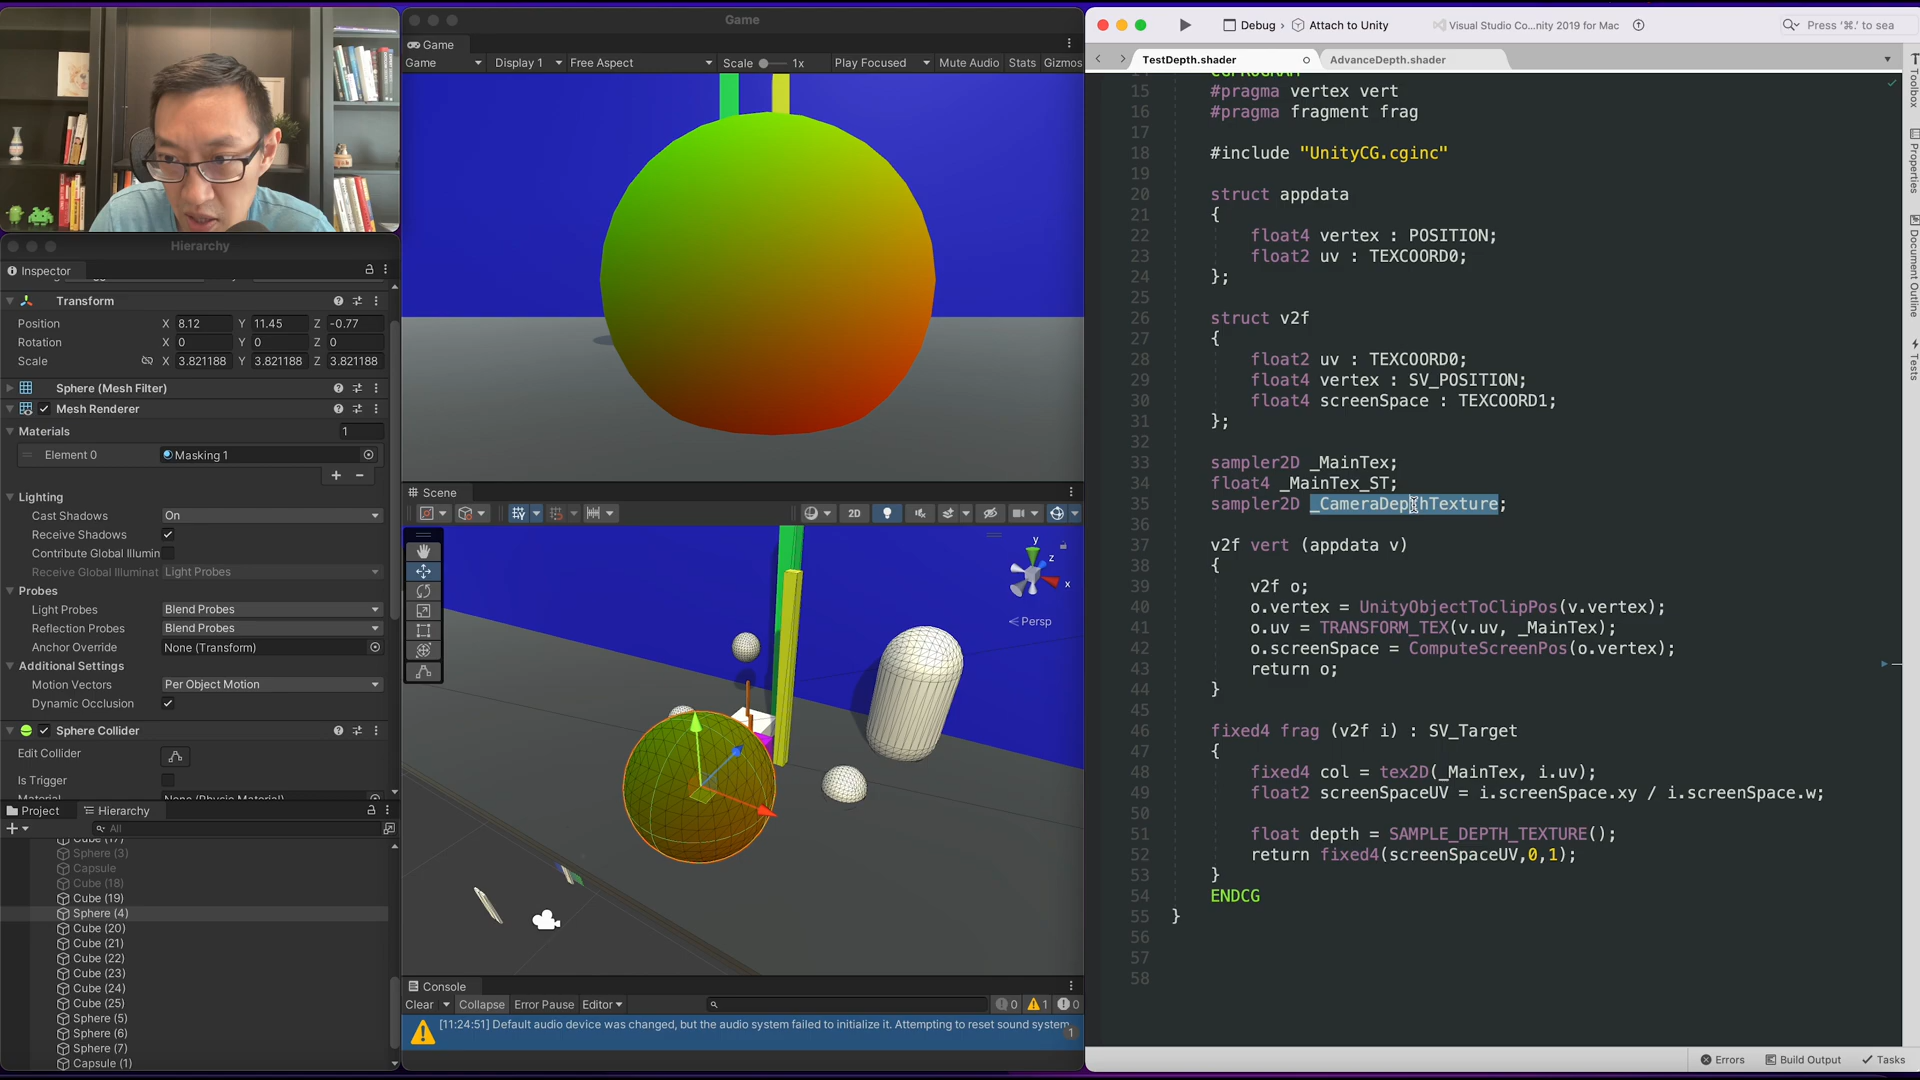 Hierarchy
Inspector
Transform
Position X 8.12 Y 11.45 Z -0.77
Rotation X 0 Y 0 Z 0
Scale X 3.821188 Y 3.821188 Z 3.821188
Sphere (Mesh Filter)
Mesh Renderer
Materials 1
Element 0 Masking 1
Lighting
Cast Shadows On
Receive Shadows
Contribute Global Illumin
Receive Global Illuminat Light Probes
Probes
Light Probes Blend Probes
Reflection Probes Blend Probes
Anchor Override None (Transform)
Additional Settings
Motion Vectors Per Object Motion
Dynamic Occlusion
Sphere Collider
Edit Collider
Is Trigger
Project Hierarchy
All
Sphere (3)
Capsule
Cube (18)
Cube (19)
Sphere (4)
Cube (20)
Cube (21)
Cube (22)
Cube (23)
Cube (24)
Cube (25)
Sphere (5)
Sphere (6)
Sphere (7)
Capsule (1)
Game
Game
Game Display 1 Free Aspect Scale 1x Play Focused Mute Audio Stats Gizmos
Scene
2D
y
z
x
Persp
Console
Clear Collapse Error Pause Editor 0 1 0
[11:24:51] Default audio device was changed, but the audio system failed to initialize it. Attempting to reset sound system
1
Debug › Attach to Unity Visual Studio Co...nity 2019 for Mac Press '⌘.' to sea
TestDepth.shader AdvanceDepth.shader
CGPROGRAM
15 #pragma vertex vert
16 #pragma fragment frag
17
18 #include "UnityCG.cginc"
19
20 struct appdata
21 {
22 float4 vertex : POSITION;
23 float2 uv : TEXCOORD0;
24 };
25
26 struct v2f
27 {
28 float2 uv : TEXCOORD0;
29 float4 vertex : SV_POSITION;
30 float4 screenSpace : TEXCOORD1;
31 };
32
33 sampler2D _MainTex;
34 float4 _MainTex_ST;
35 sampler2D _CameraDepthTexture;
36
37 v2f vert (appdata v)
38 {
39 v2f o;
40 o.vertex = UnityObjectToClipPos(v.vertex);
41 o.uv = TRANSFORM_TEX(v.uv, _MainTex);
42 o.screenSpace = ComputeScreenPos(o.vertex);
43 return o;
44 }
45
46 fixed4 frag (v2f i) : SV_Target
47 {
48 fixed4 col = tex2D(_MainTex, i.uv);
49 float2 screenSpaceUV = i.screenSpace.xy / i.screenSpace.w;
50
51 float depth = SAMPLE_DEPTH_TEXTURE();
52 return fixed4(screenSpaceUV,0,1);
53 }
54 ENDCG
55 }
56
57
58
Toolbox
Properties
Document Outline
Tests
Errors Build Output Tasks